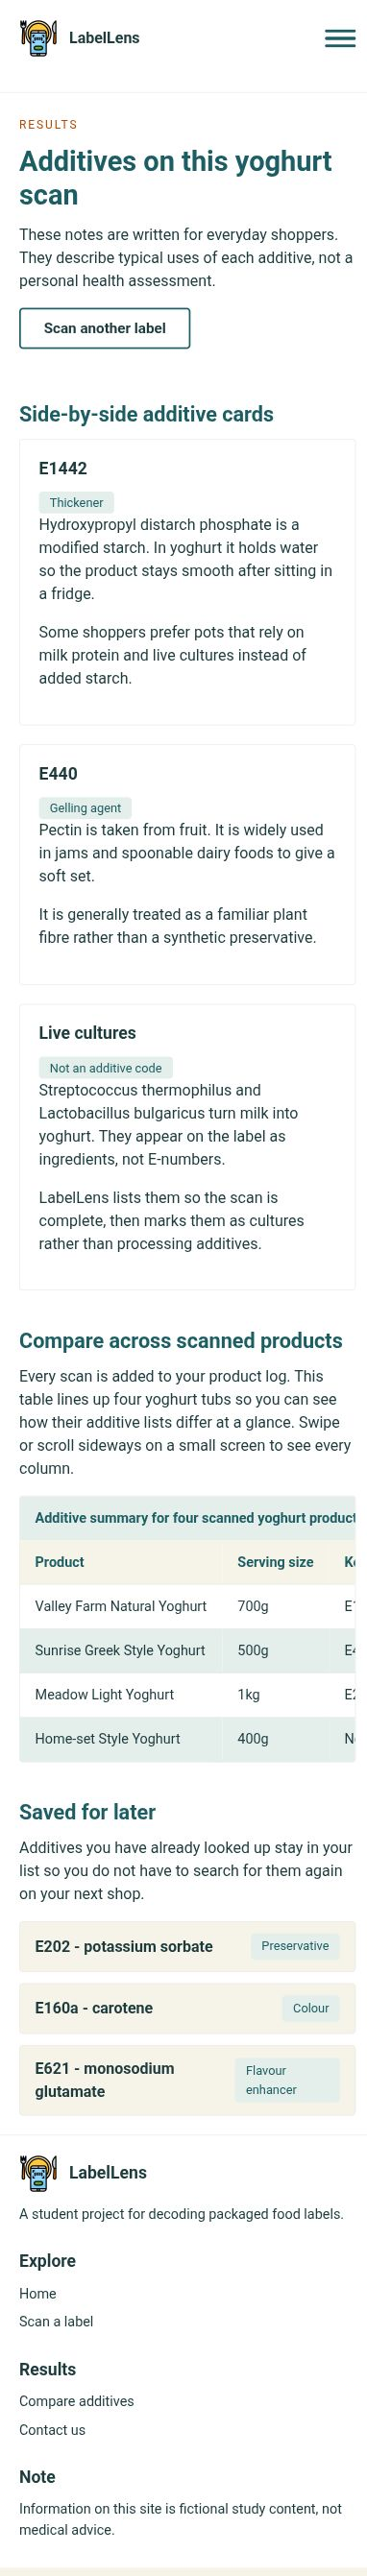 LabelLens
RESULTS
Additives on this yoghurt
scan
These notes are written for everyday shoppers.
They describe typical uses of each additive, not a
personal health assessment.
Scan another label
Side-by-side additive cards
E1442
Thickener
Hydroxypropyl distarch phosphate is a
modified starch. In yoghurt it holds water
so the product stays smooth after sitting in
a fridge.
Some shoppers prefer pots that rely on
milk protein and live cultures instead of
added starch.
E440
Gelling agent
Pectin is taken from fruit. It is widely used
in jams and spoonable dairy foods to give a
soft set.
It is generally treated as a familiar plant
fibre rather than a synthetic preservative.
Live cultures
Not an additive code
Streptococcus thermophilus and
Lactobacillus bulgaricus turn milk into
yoghurt. They appear on the label as
ingredients, not E-numbers.
LabelLens lists them so the scan is
complete, then marks them as cultures
rather than processing additives.
Compare across scanned products
Every scan is added to your product log. This
table lines up four yoghurt tubs so you can see
how their additive lists differ at a glance. Swipe
or scroll sideways on a small screen to see every
column.
Additive summary for four scanned yoghurt product
Product Serving size
Valley Farm Natural Yoghurt 700g
Sunrise Greek Style Yoghurt 500g
Meadow Light Yoghurt 1kg
Home-set Style Yoghurt 400g
Saved for later
Additives you have already looked up stay in your
list so you do not have to search for them again
on your next shop.
E202 - potassium sorbate Preservative
E160a - carotene Colour
E621 - monosodium
glutamate
Flavour
enhancer
LabelLens
A student project for decoding packaged food labels.
Explore
Home
Scan a label
Results
Compare additives
Contact us
Note
Information on this site is fictional study content, not
medical advice.